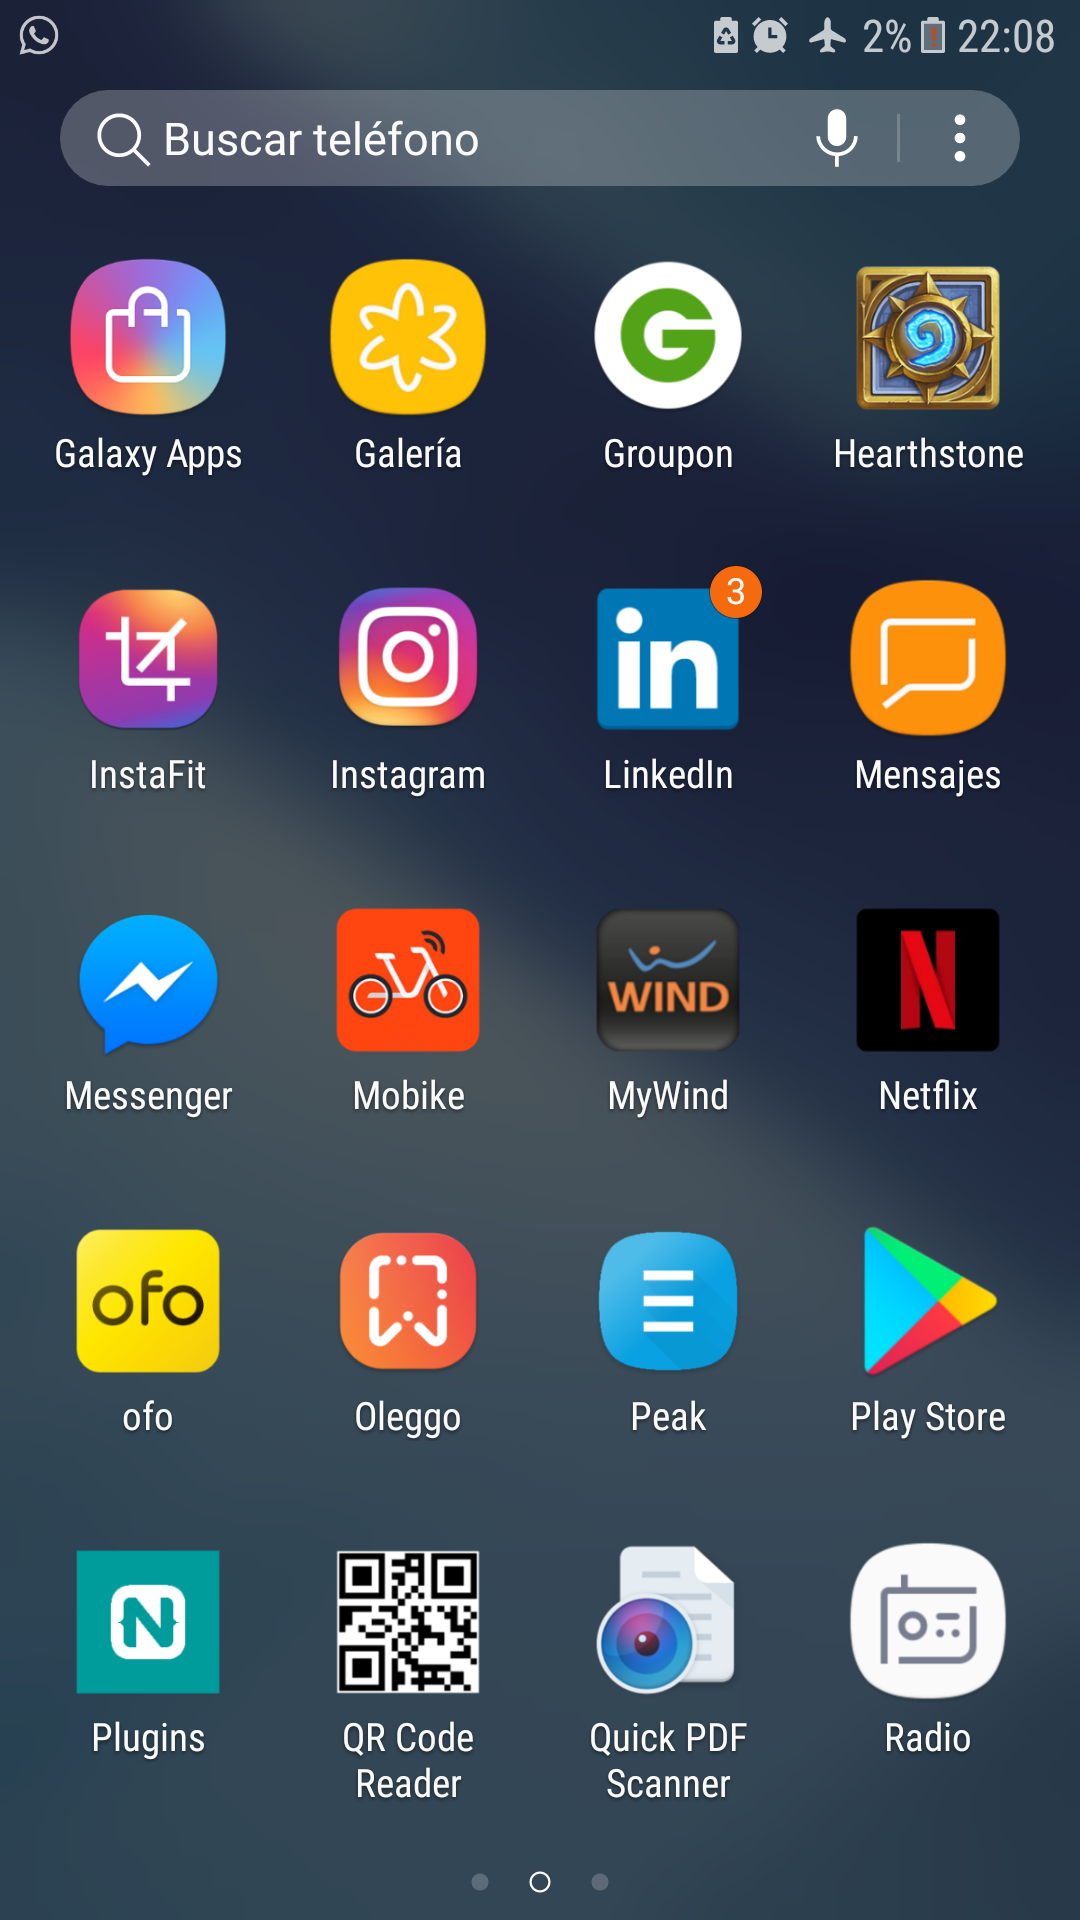 2% 22:08
Buscar teléfono
Galaxy Apps
Galería
Groupon
Hearthstone
3
InstaFit
Instagram
LinkedIn
Mensajes
WIND
Messenger
Mobike
MyWind
Netflix
ofo
ofo
Oleggo
Peak
Play Store
Plugins
QR Code
Reader
Quick PDF
Scanner
Radio